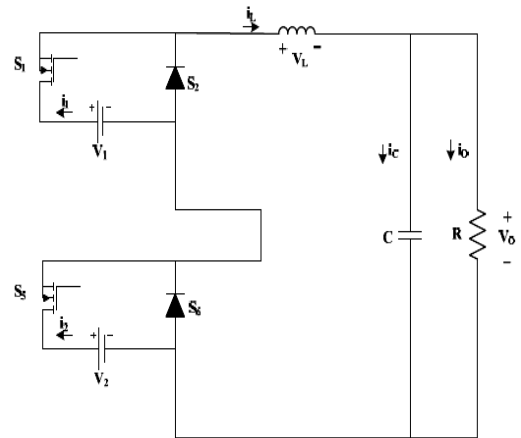 iL
S1
S2
+ VL -
i1
+ -
V1
iC
iO
C
R
+
VO
-
S5
S6
i2
+ -
V2